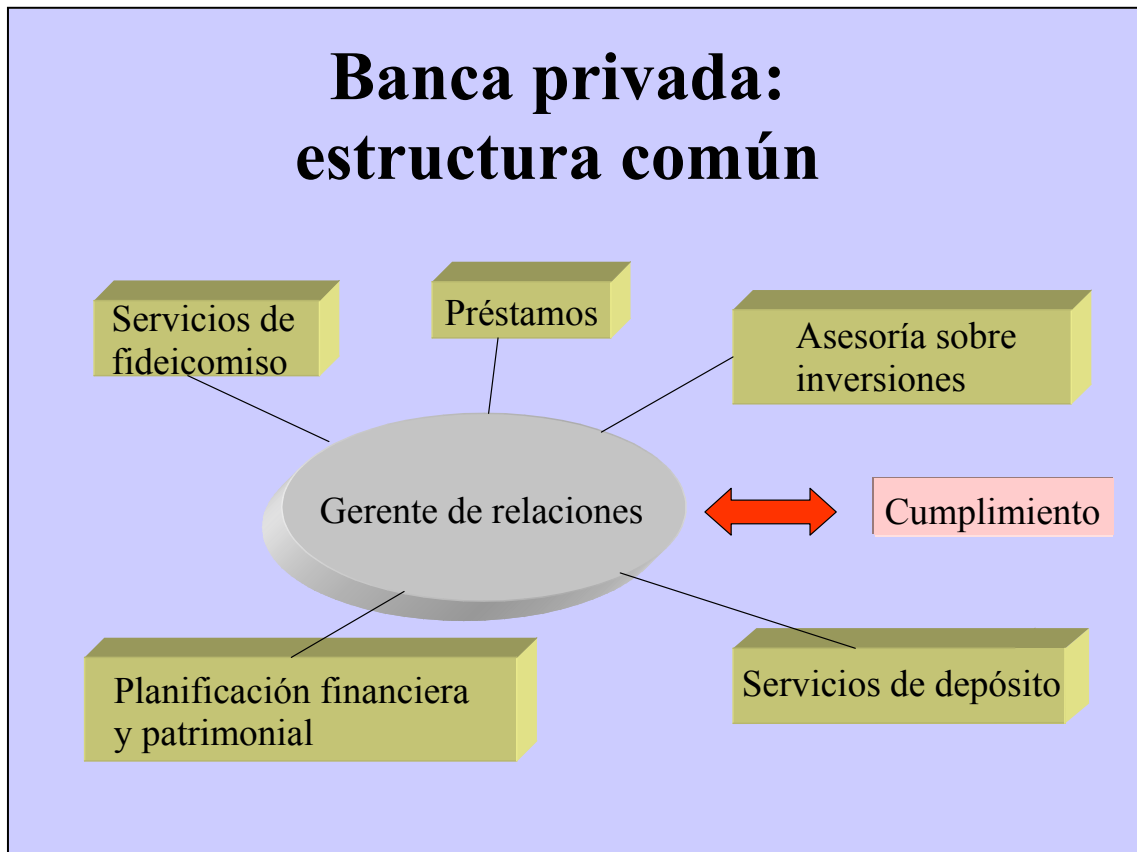 Banca privada:
estructura común
Servicios de
fideicomiso
Préstamos
Asesoría sobre
inversiones
Gerente de relaciones
Cumplimiento
Planificación financiera
y patrimonial
Servicios de depósito